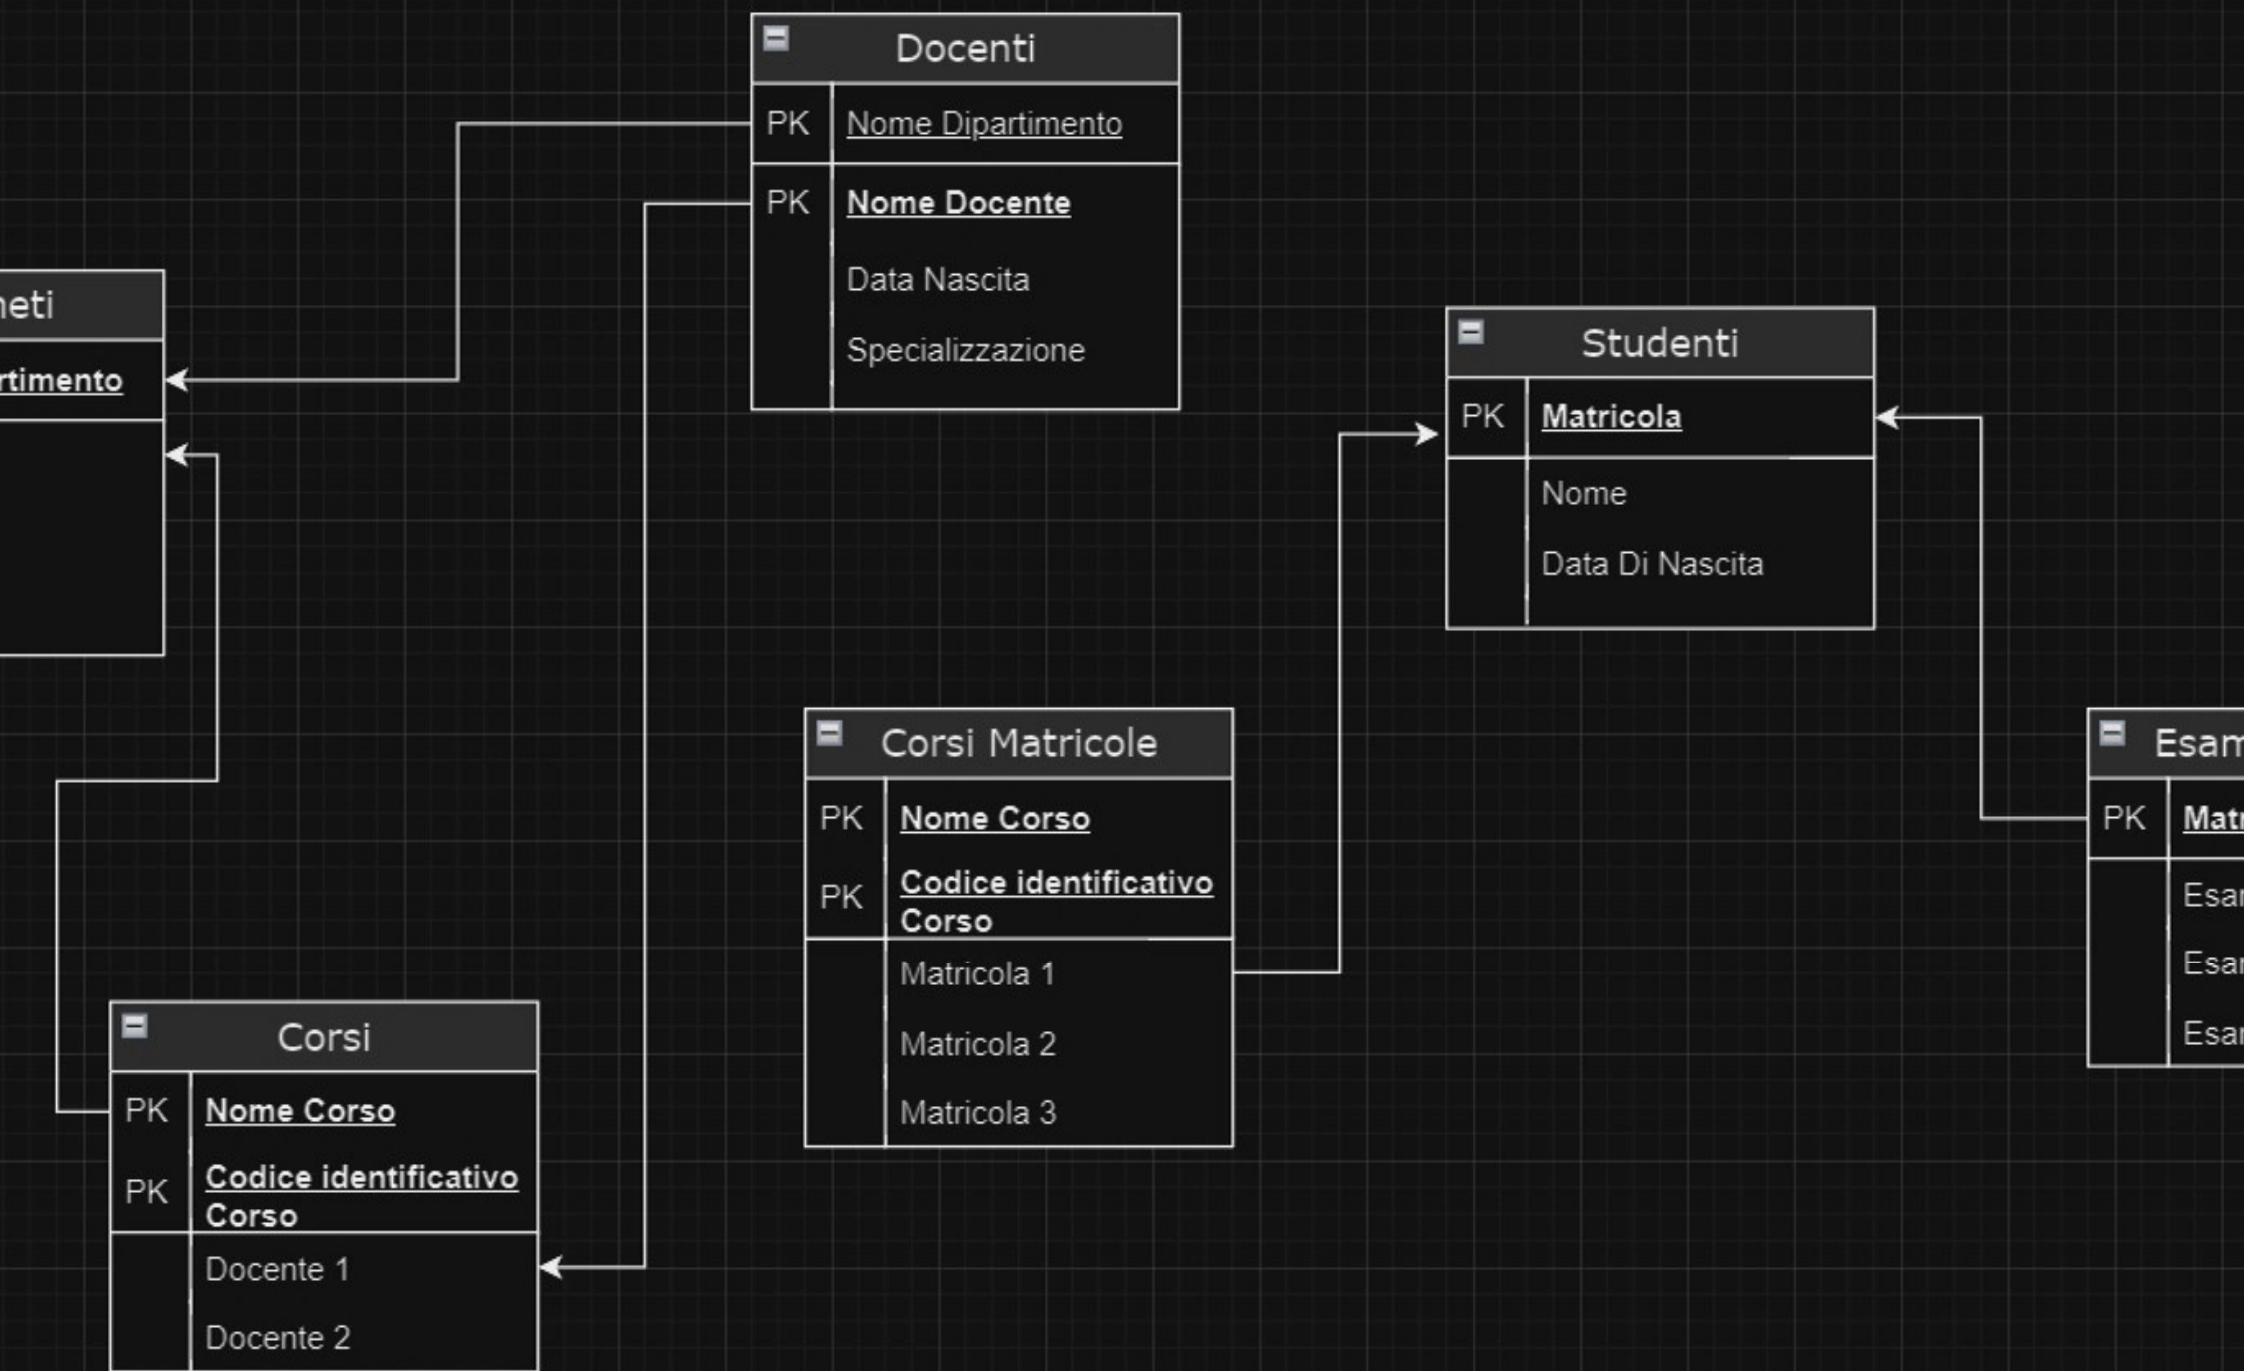 Docenti
PK Nome Dipartimento
PK Nome Docente
Data Nascita
Specializzazione
Studenti
PK Matricola
Nome
Data Di Nascita
Corsi Matricole
PK Nome Corso
PK Codice identificativo
Corso
Matricola 1
Matricola 2
Matricola 3
PK
Corsi
PK Nome Corso
PK Codice identificativo
Corso
Docente 1
Docente 2